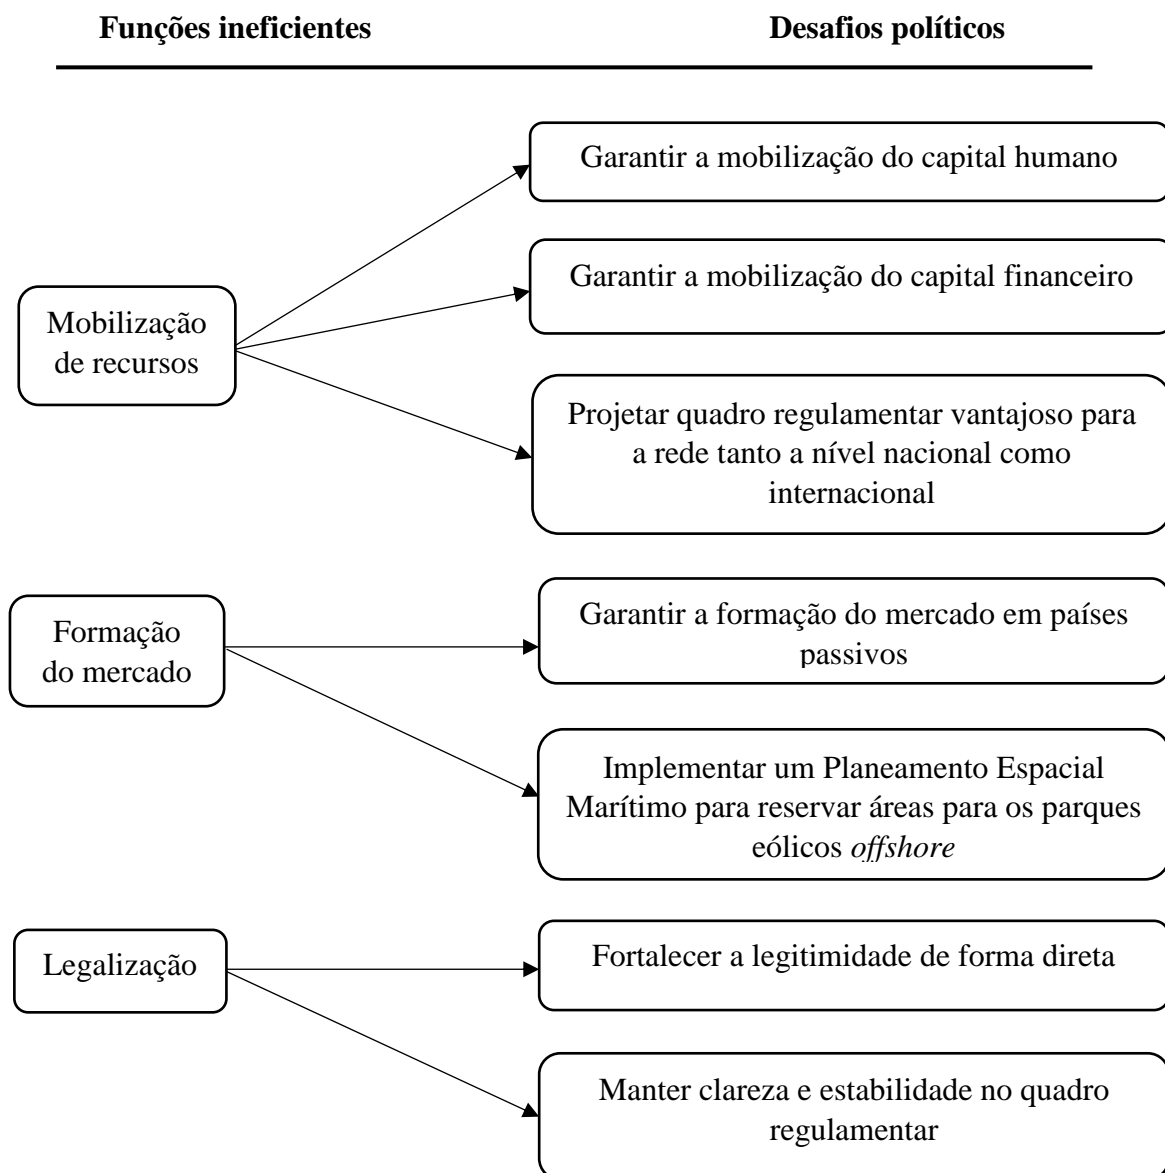 Funções ineficientes
Desafios políticos
Mobilização
de recursos
Garantir a mobilização do capital humano
Garantir a mobilização do capital financeiro
Projetar quadro regulamentar vantajoso para
a rede tanto a nível nacional como
internacional
Formação
do mercado
Garantir a formação do mercado em países
passivos
Implementar um Planeamento Espacial
Marítimo para reservar áreas para os parques
eólicos offshore
Legalização
Fortalecer a legitimidade de forma direta
Manter clareza e estabilidade no quadro
regulamentar